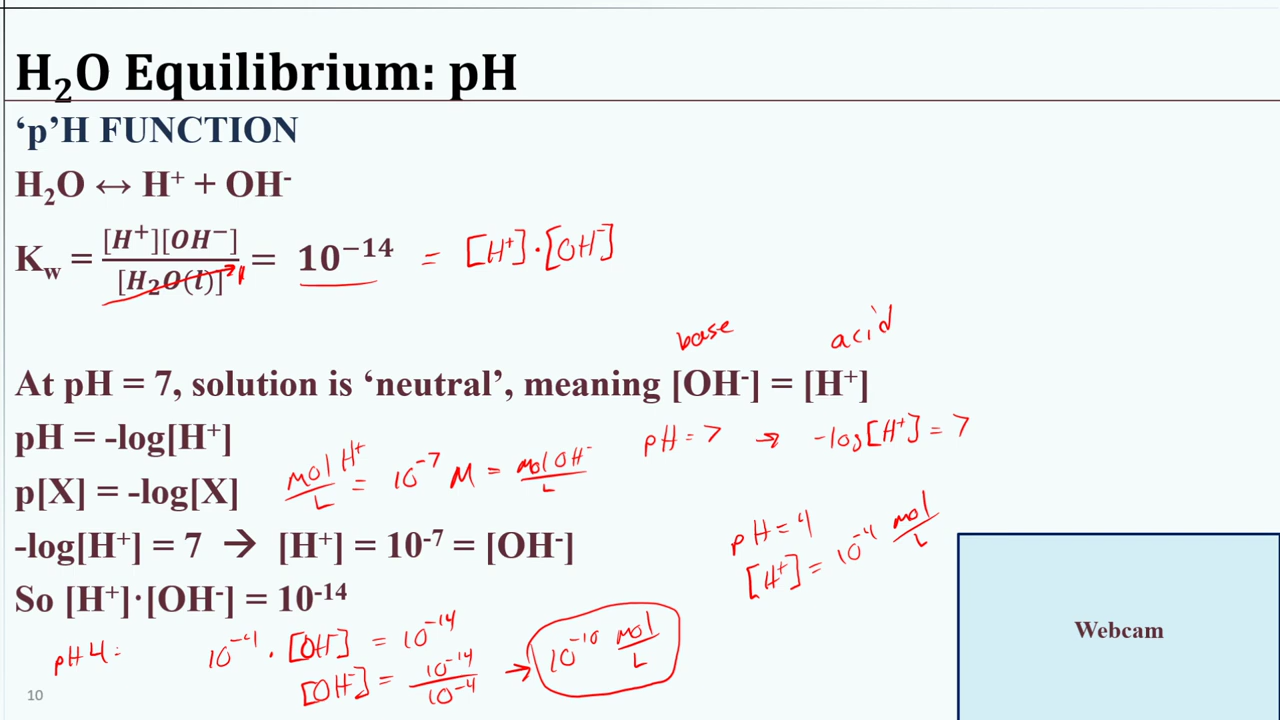 H₂O Equilibrium: pH
‘p’H FUNCTION
H₂O ↔ H⁺ + OH⁻
K_w = [H⁺][OH⁻] / [H₂O(l)] = 10⁻¹⁴ = [H⁺]·[OH⁻]
1
base acid
At pH = 7, solution is ‘neutral’, meaning [OH⁻] = [H⁺]
pH = -log[H⁺]
pH = 7 → -log[H⁺] = 7
mol H⁺ / L = 10⁻⁷ M = mol OH⁻ / L
p[X] = -log[X]
pH = 4
[H⁺] = 10⁻⁴ mol / L
-log[H⁺] = 7 → [H⁺] = 10⁻⁷ = [OH⁻]
So [H⁺]·[OH⁻] = 10⁻¹⁴
pH 4: 10⁻⁴ · [OH⁻] = 10⁻¹⁴
[OH⁻] = 10⁻¹⁴ / 10⁻⁴ → 10⁻¹⁰ mol / L
Webcam
10